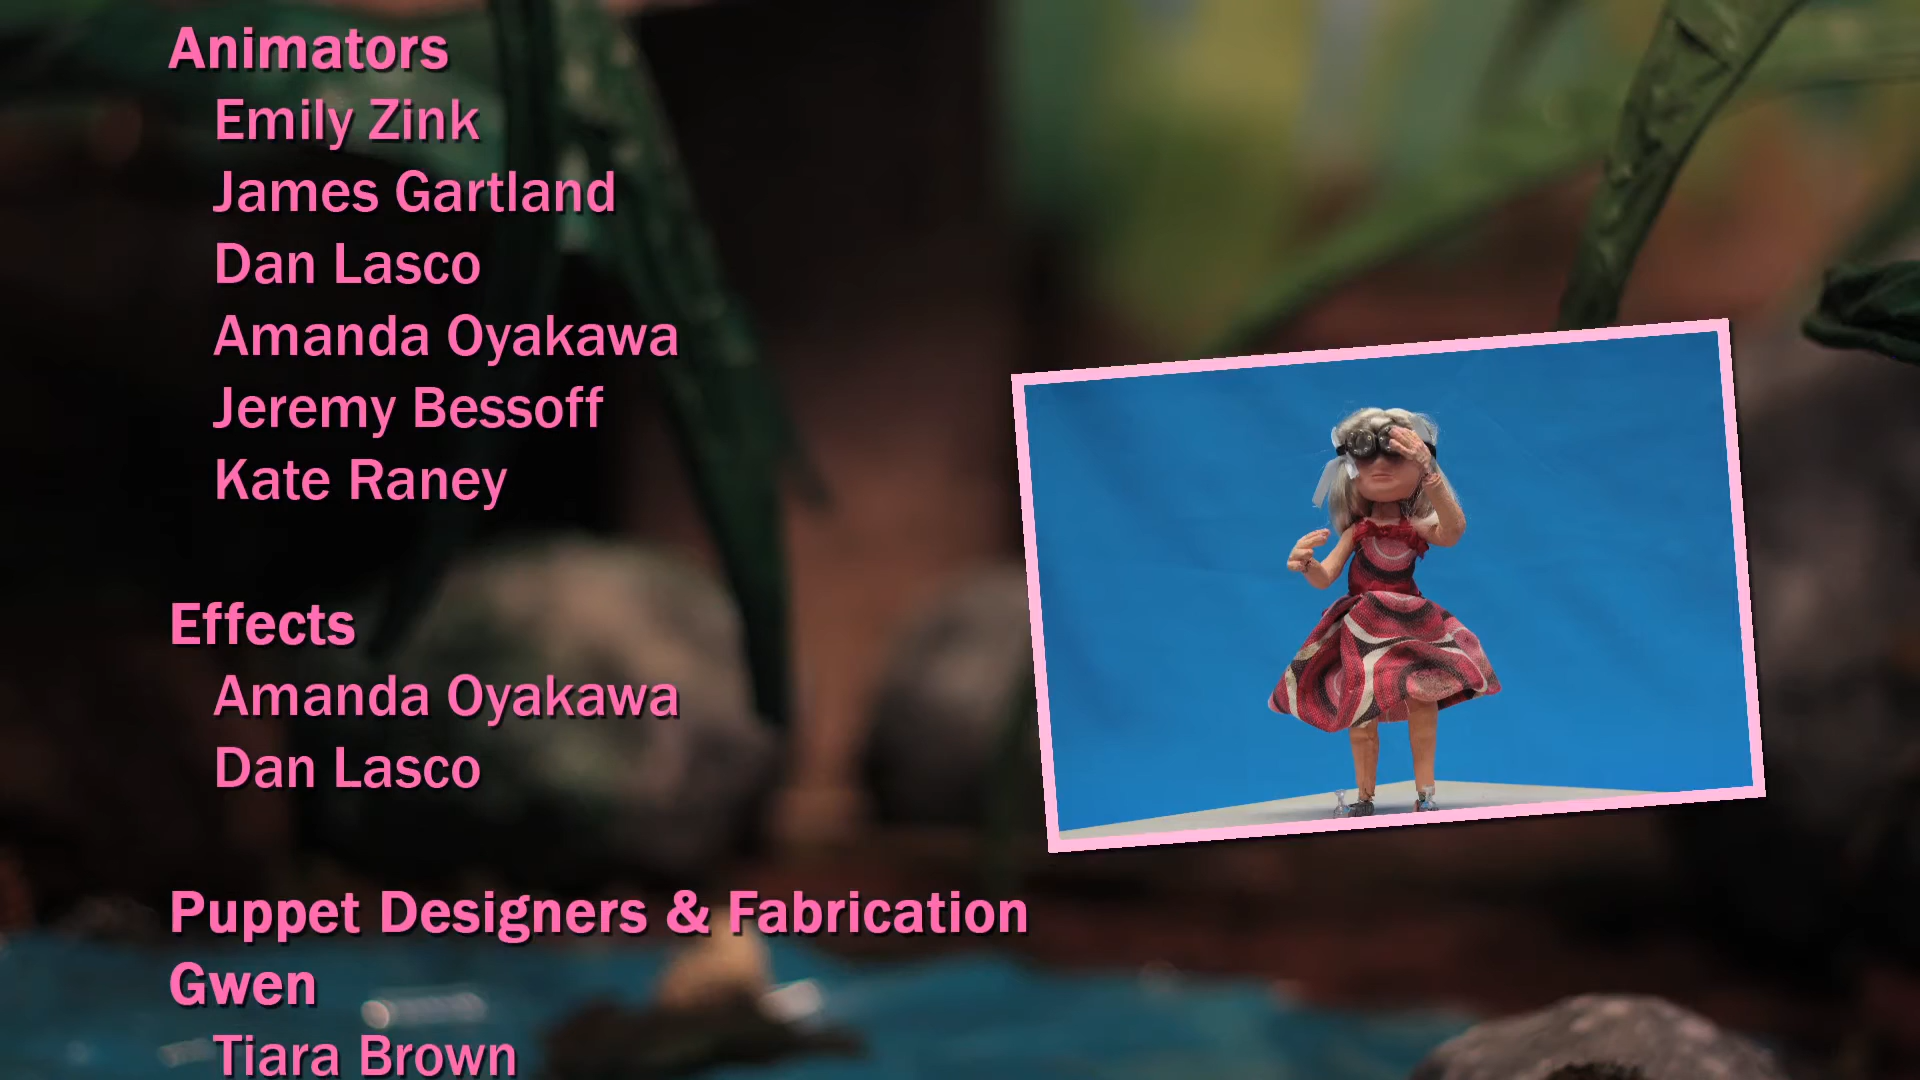 Animators
Emily Zink
James Gartland
Dan Lasco
Amanda Oyakawa
Jeremy Bessoff
Kate Raney
Effects
Amanda Oyakawa
Dan Lasco
Puppet Designers & Fabrication
Gwen
Tiara Brown